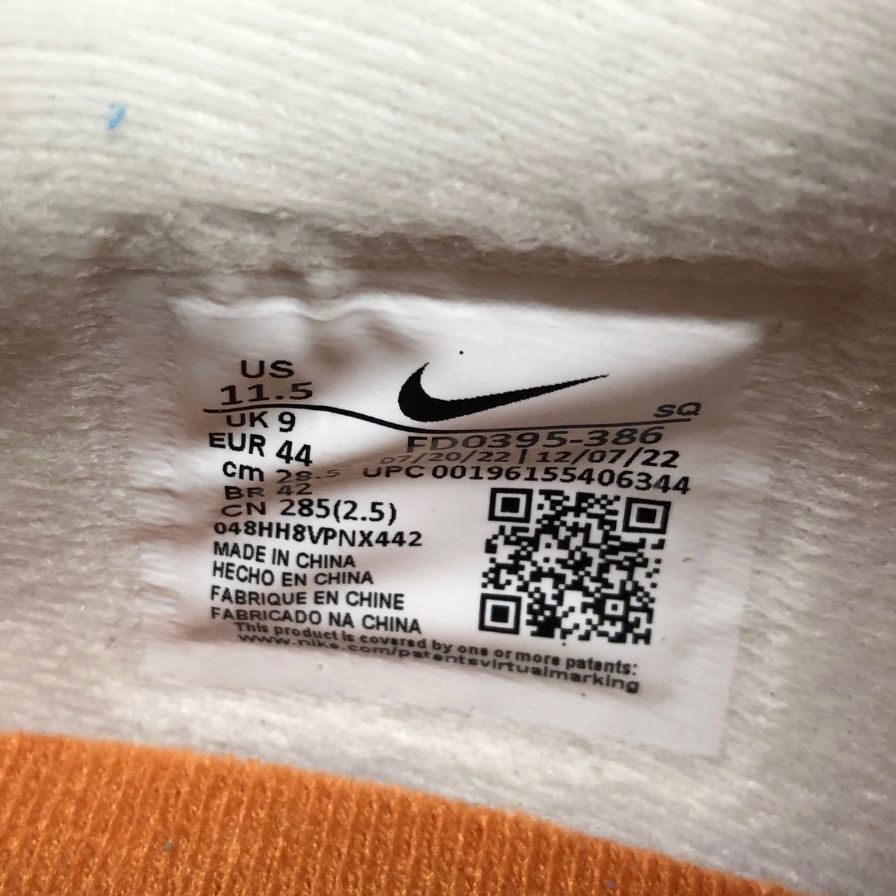 US
11.5
SQ
UK 9
FD0395-386
EUR 44
07/20/22 | 12/07/22
cm 28.5
UPC 00196155406344
BR 42
CN 285(2.5)
048HH8VPNX442
MADE IN CHINA
HECHO EN CHINA
FABRIQUE EN CHINE
FABRICADO NA CHINA
This product is covered by one or more patents:
www.nike.com/patentsvirtualmarking